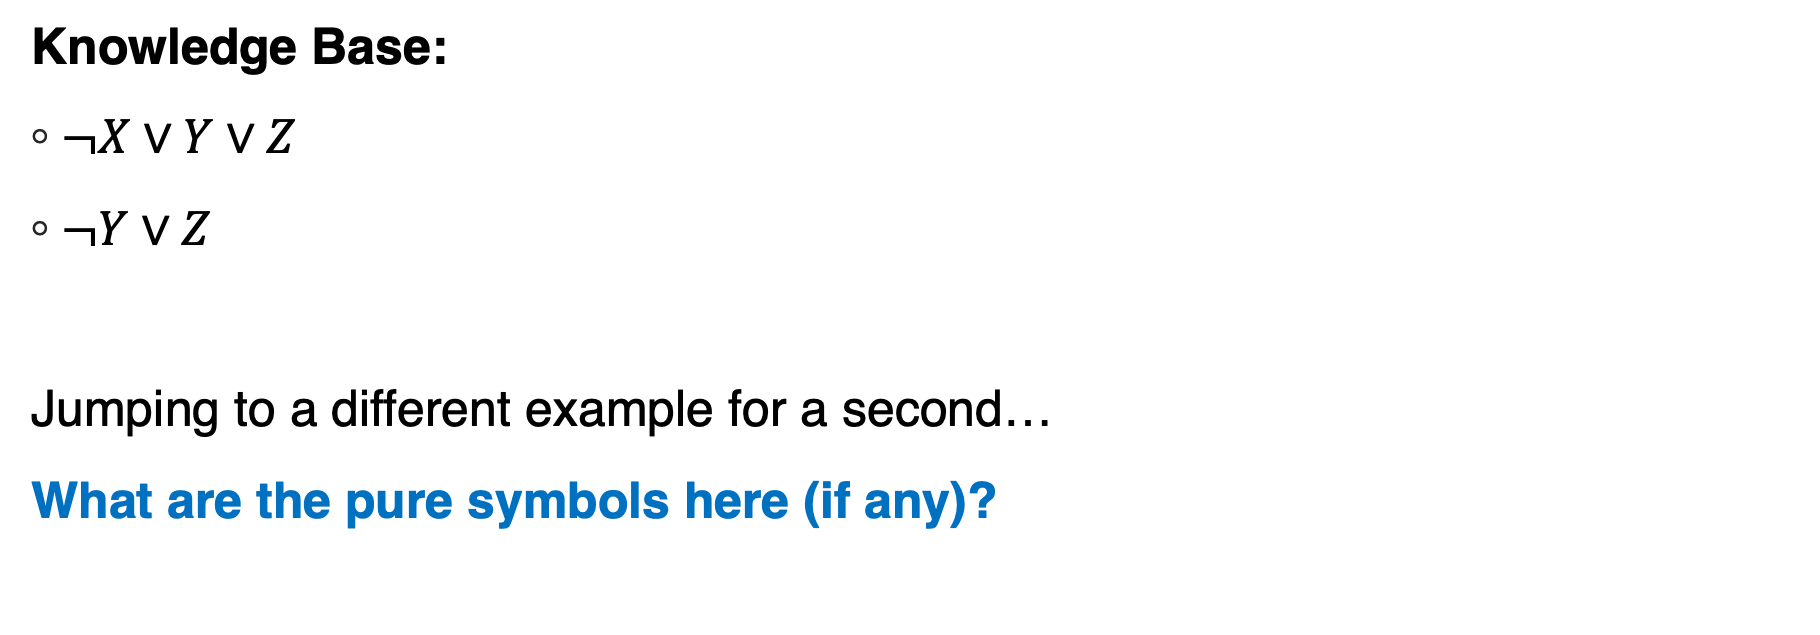 Knowledge Base:
◦ ¬X ∨ Y ∨ Z
◦ ¬Y ∨ Z
Jumping to a different example for a second…
What are the pure symbols here (if any)?